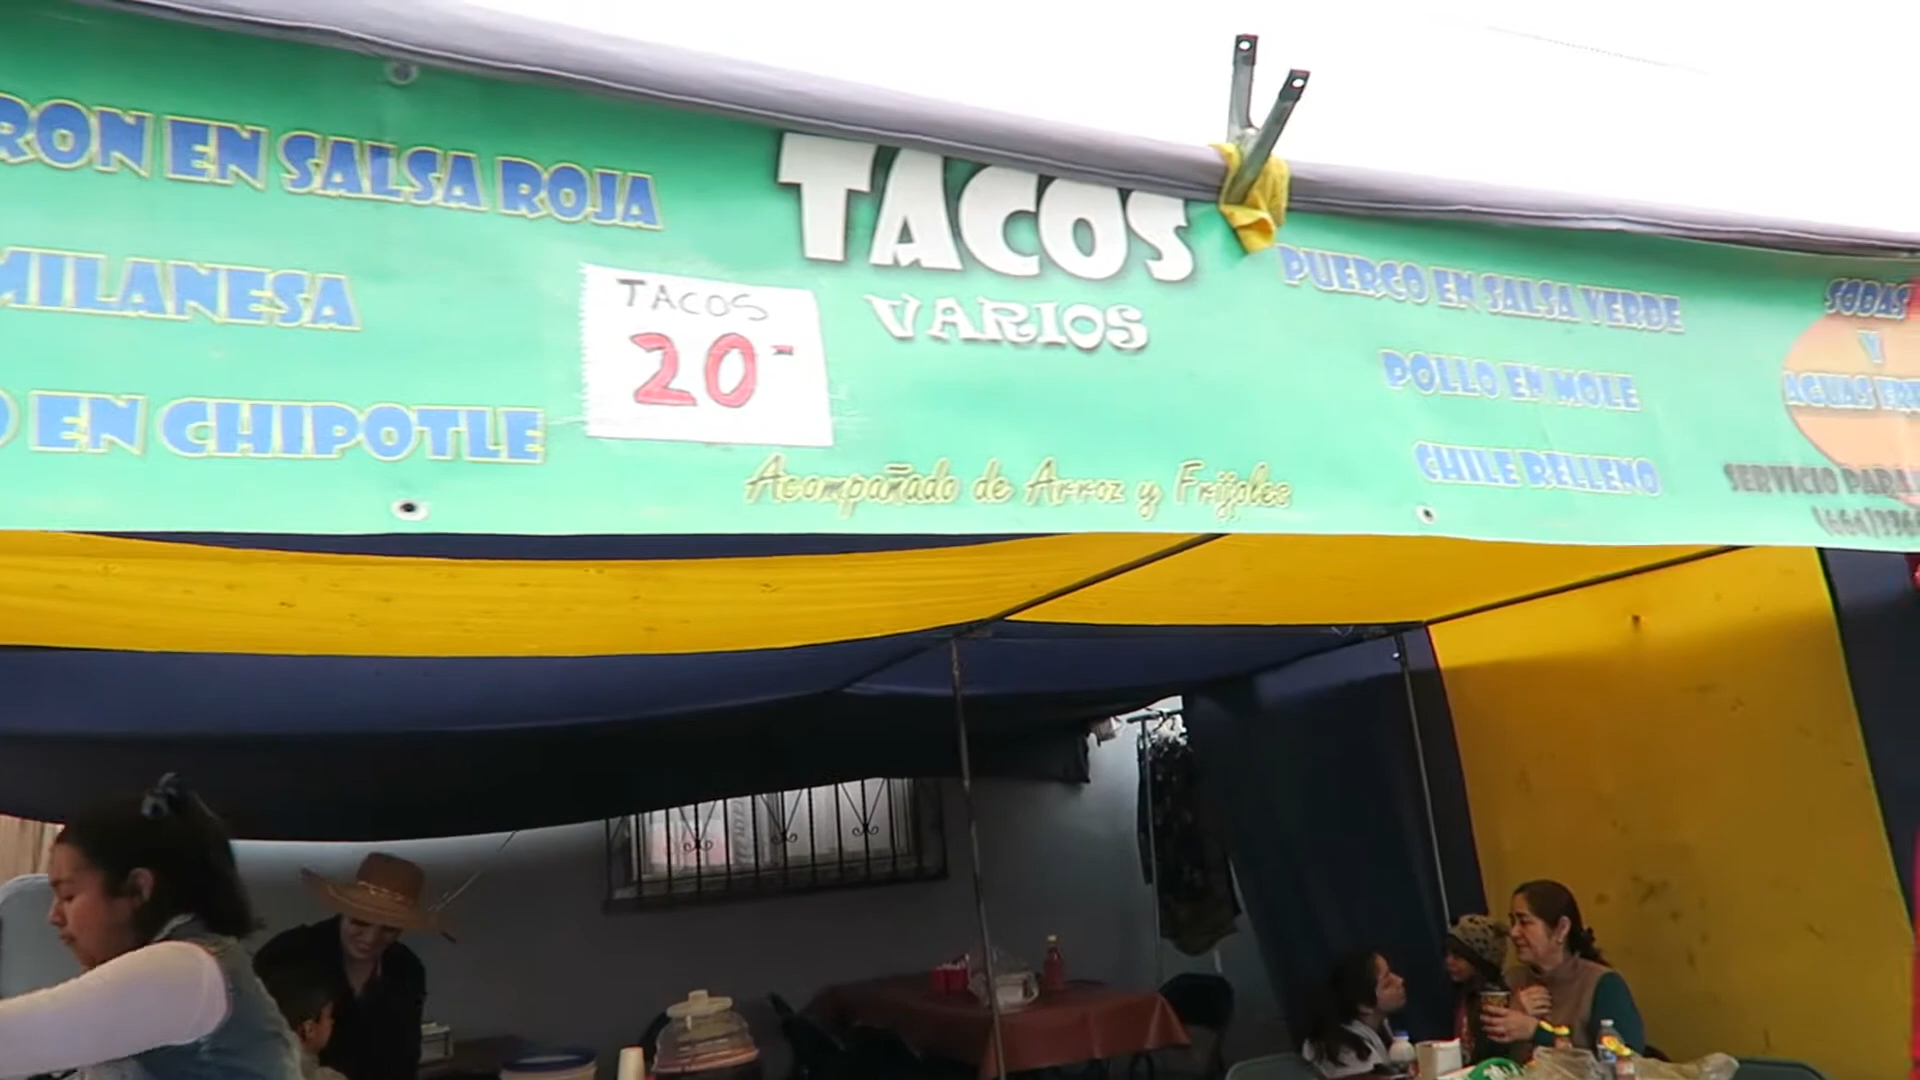 EN SALSA ROJA
MILANESA
EN CHIPOTLE
TACOS
20-
TACOS
VARIOS
Acompañado de Arroz y Frijoles
PUERCO EN SALSA VERDE
POLLO EN MOLE
CHILE RELLENO
SODAS
Y
AGUAS
SERVICIO PARA